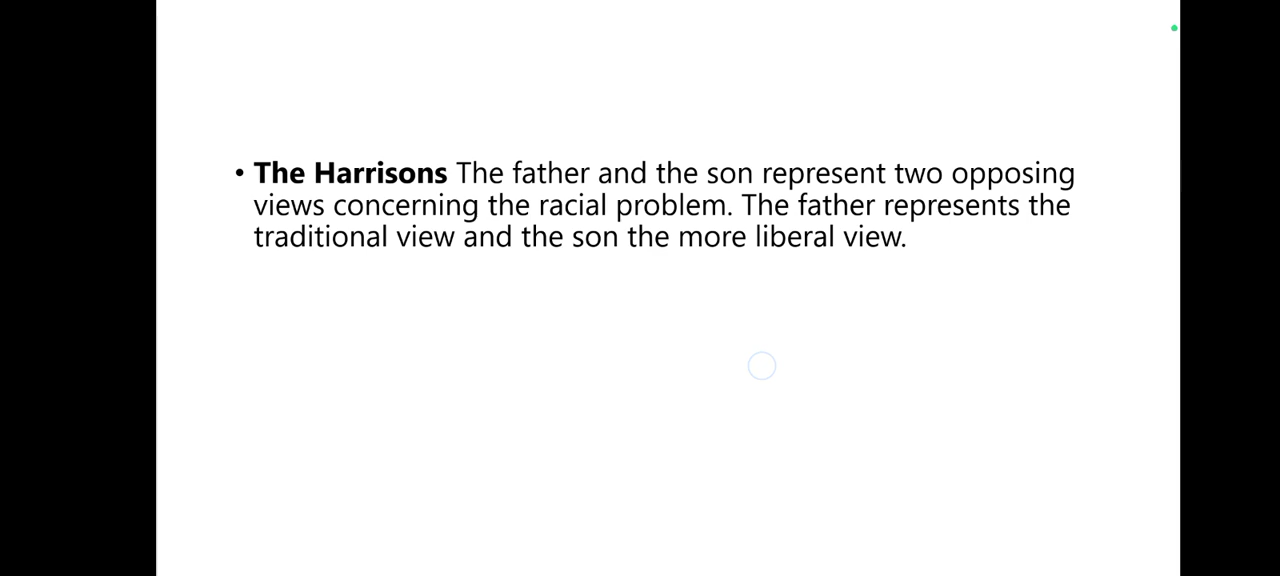 • The Harrisons The father and the son represent two opposing
views concerning the racial problem. The father represents the
traditional view and the son the more liberal view.